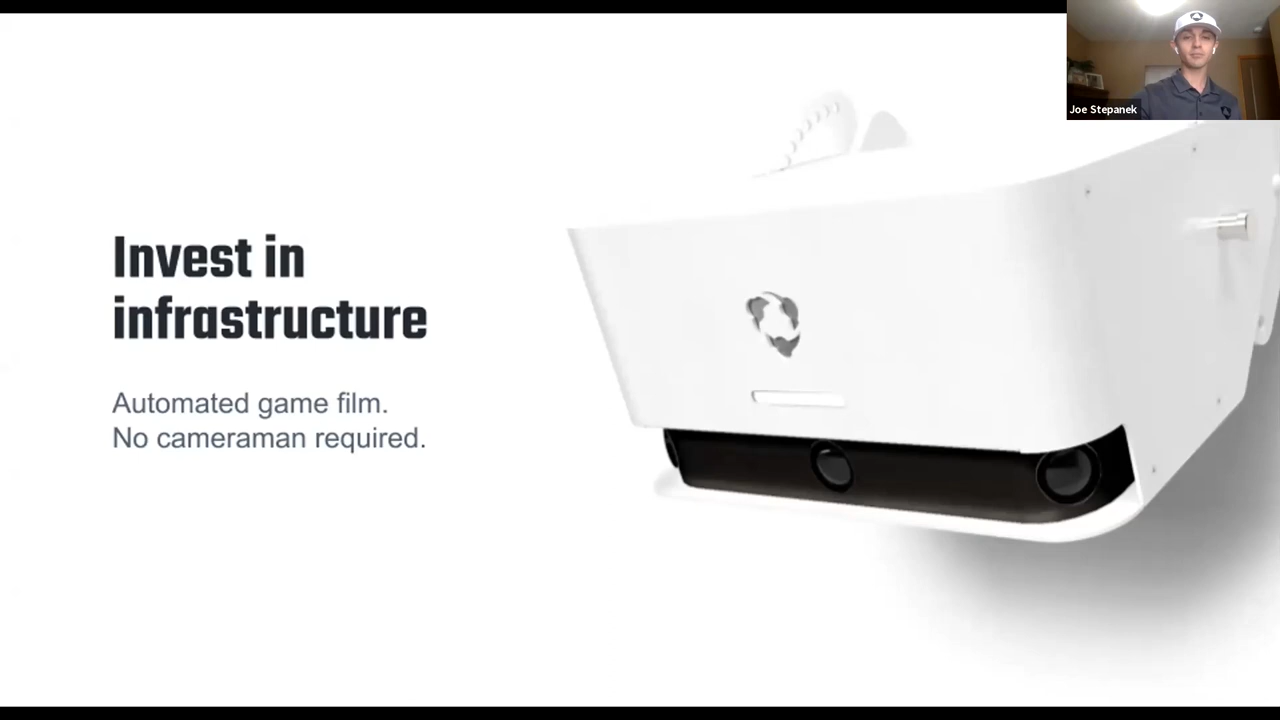 Joe Stepanek
Invest in
infrastructure
Automated game film.
No cameraman required.